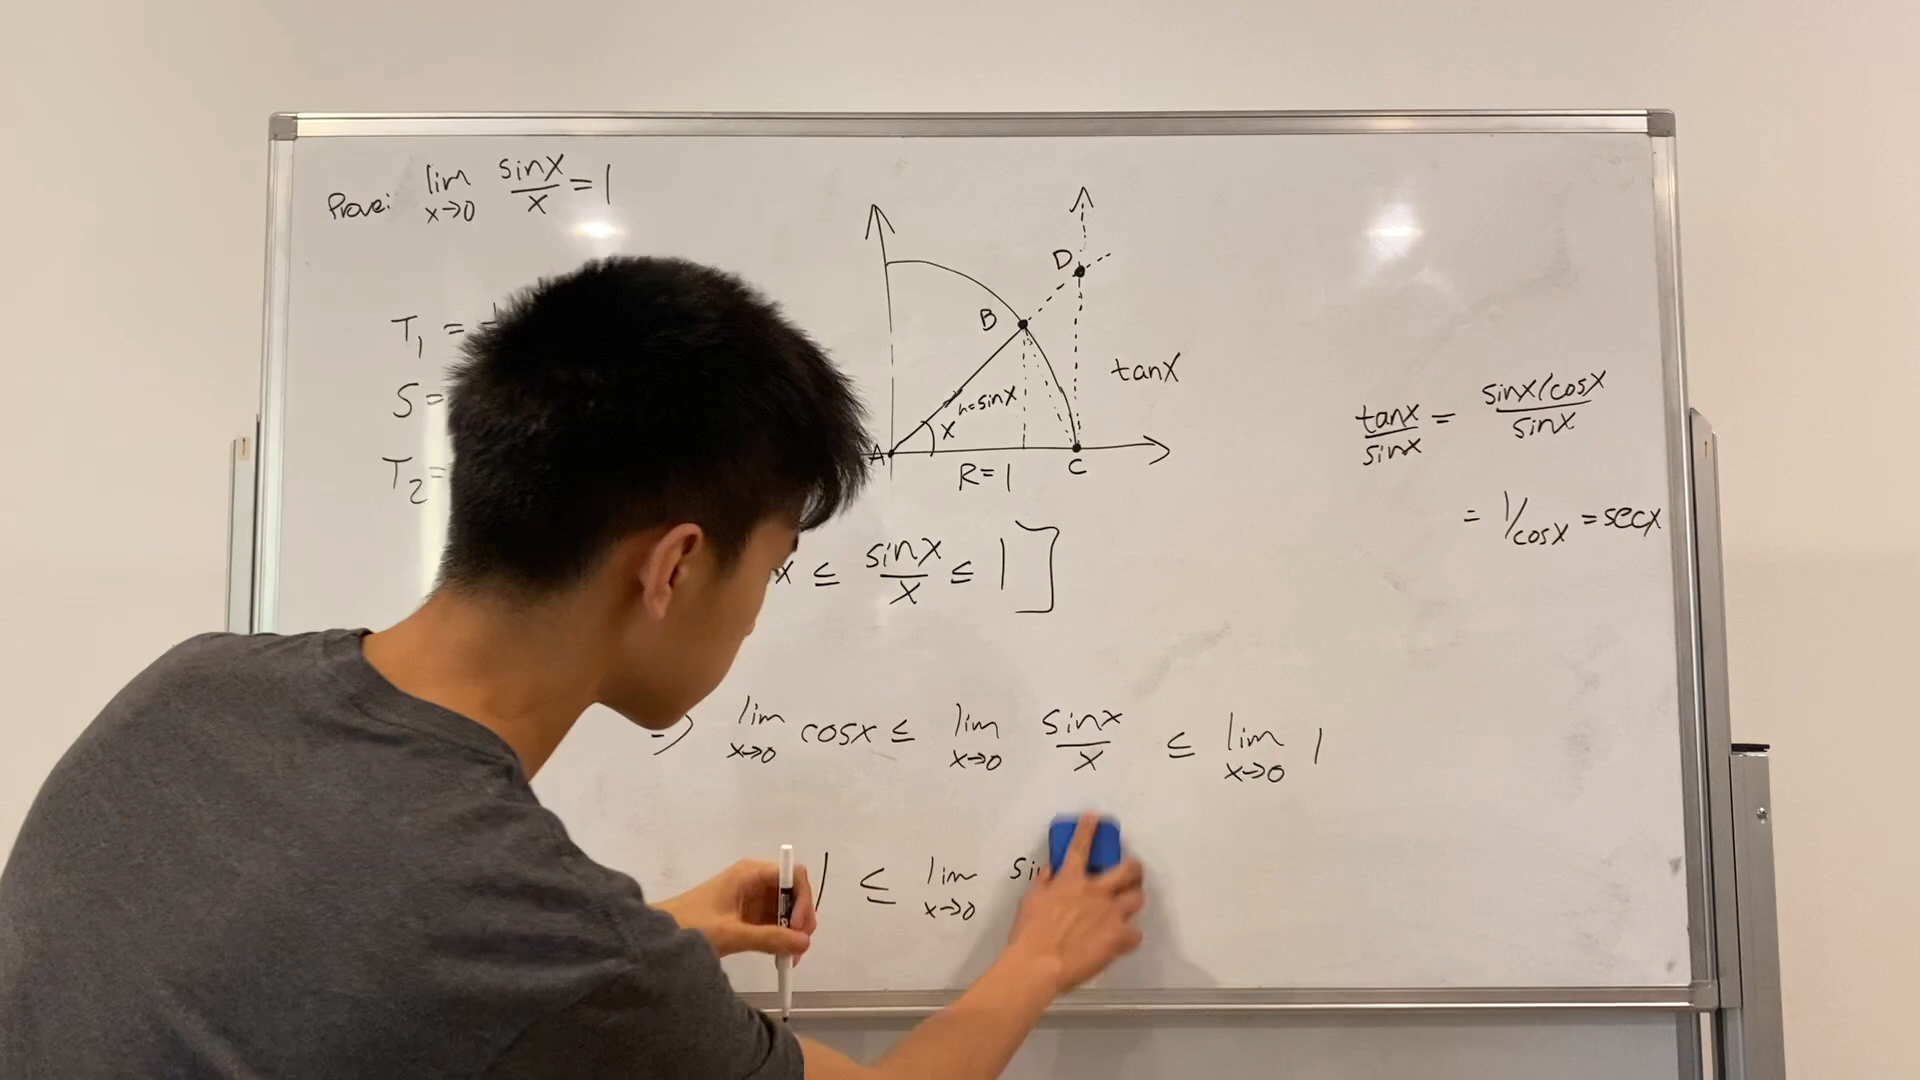 Prove: lim x→0 sinx/x = 1
T1 =
S =
T2 =
D
B
tanx
h=sinx
x
A
R=1
C
tanx/sinx = sinx/cosx / sinx
= 1/cosx = secx
x ≤ sinx/x ≤ 1]
⇒ lim x→0 cosx ≤ lim x→0 sinx/x ≤ lim x→0 1
1 ≤ lim x→0 sin